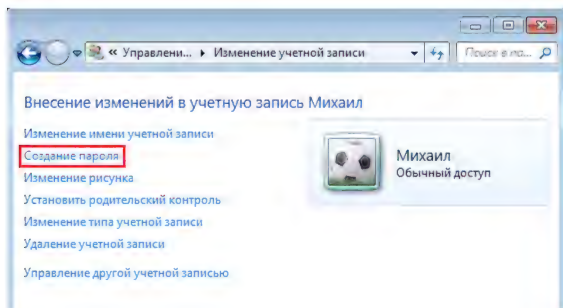 « Управлени... ▸ Изменение учетной записи
Поиск в па...
Внесение изменений в учетную запись Михаил
Изменение имени учетной записи
Создание пароля
Изменение рисунка
Установить родительский контроль
Изменение типа учетной записи
Удаление учетной записи
Управление другой учетной записью
Михаил
Обычный доступ